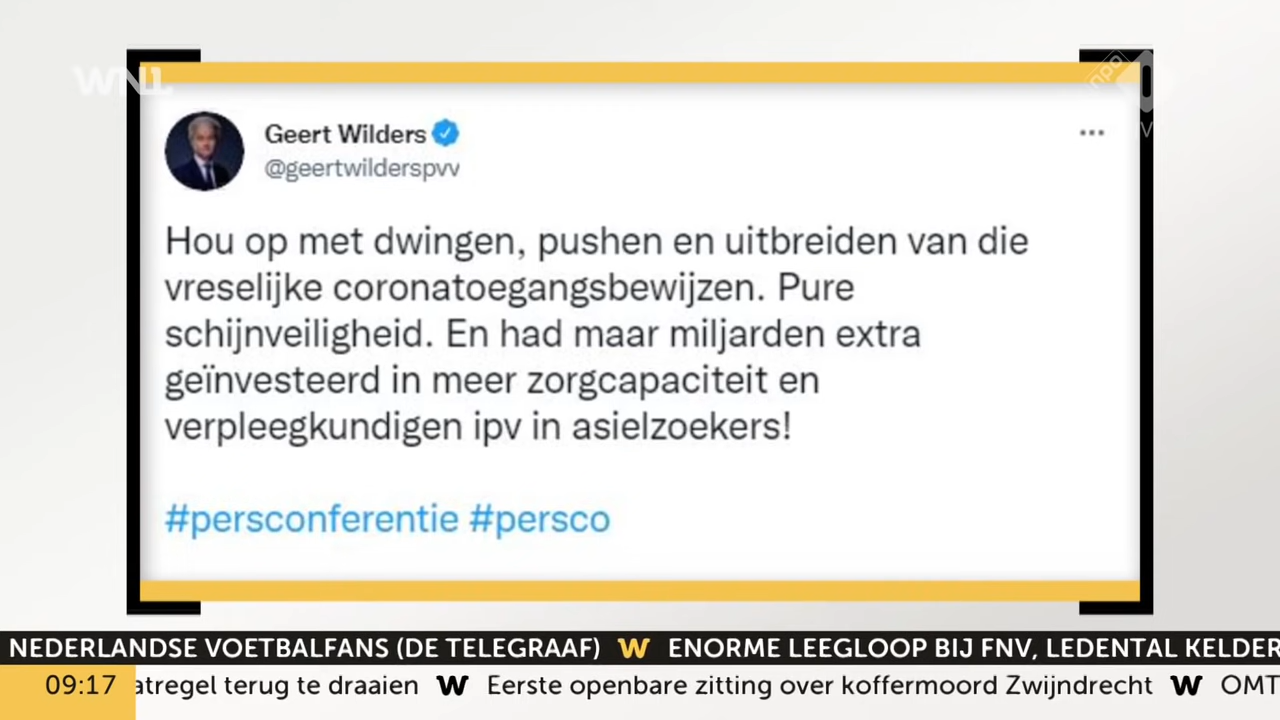 WNL
npo
Geert Wilders
@geertwilderspvv
Hou op met dwingen, pushen en uitbreiden van die
vreselijke coronatoegangsbewijzen. Pure
schijnveiligheid. En had maar miljarden extra
geïnvesteerd in meer zorgcapaciteit en
verpleegkundigen ipv in asielzoekers!
#persconferentie #persco
NEDERLANDSE VOETBALFANS (DE TELEGRAAF) W ENORME LEEGLOOP BIJ FNV, LEDENTAL KELDER
09:17 atregel terug te draaien W Eerste openbare zitting over koffermoord Zwijndrecht W OMT